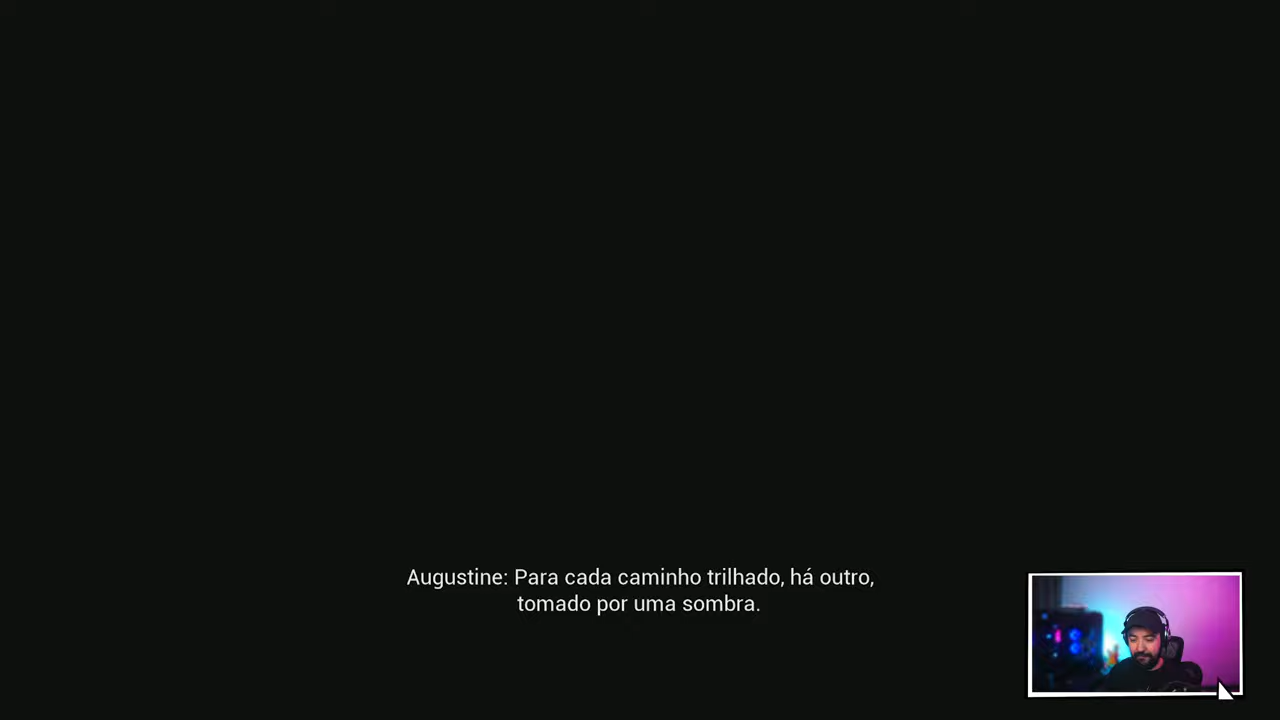 Augustine: Para cada caminho trilhado, há outro,
tomado por uma sombra.